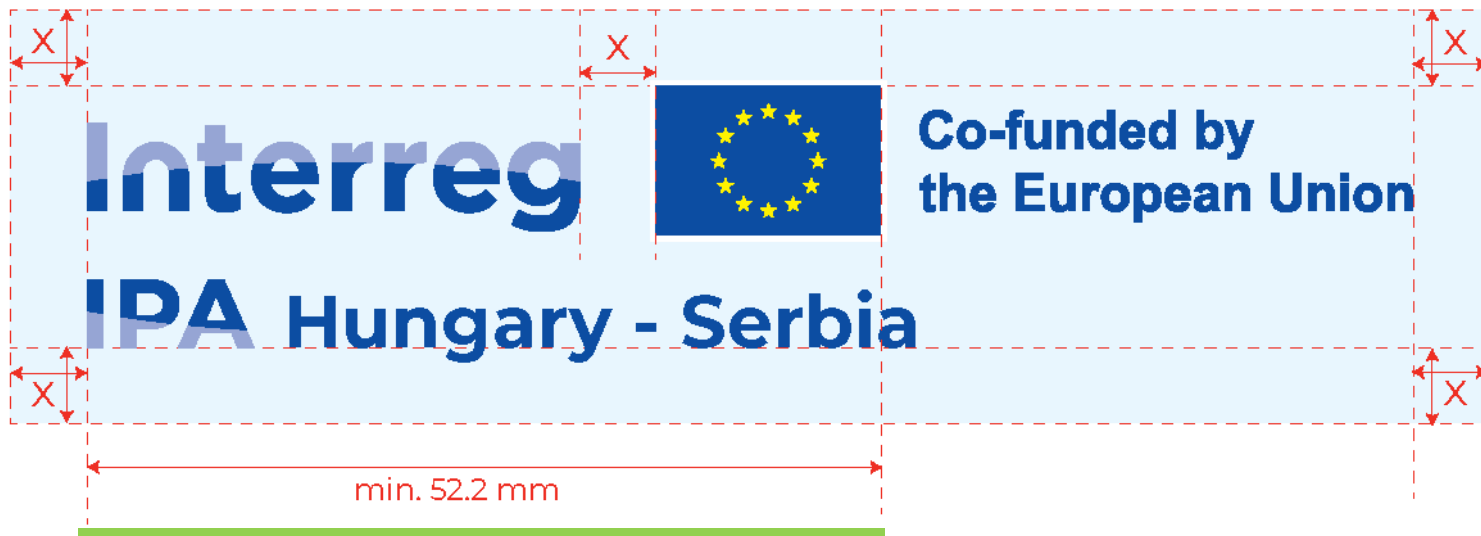 X X X
Interreg
Co-funded by
the European Union
IPA Hungary - Serbia
X X
min. 52.2 mm